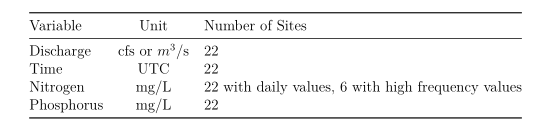 Variable Unit Number of Sites
Discharge cfs or m³/s 22
Time UTC 22
Nitrogen mg/L 22 with daily values, 6 with high frequency values
Phosphorus mg/L 22